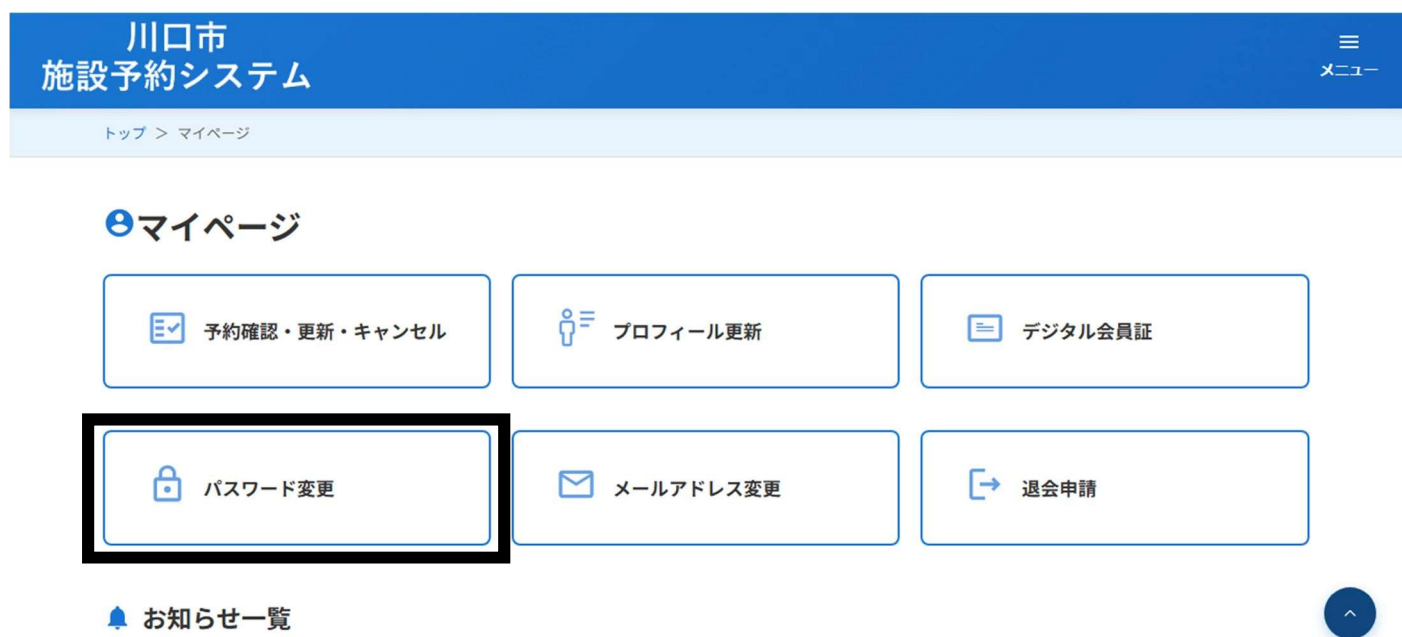 川口市
施設予約システム
メニュー
トップ ＞ マイページ
マイページ
予約確認・更新・キャンセル
プロフィール更新
デジタル会員証
パスワード変更
メールアドレス変更
退会申請
お知らせ一覧